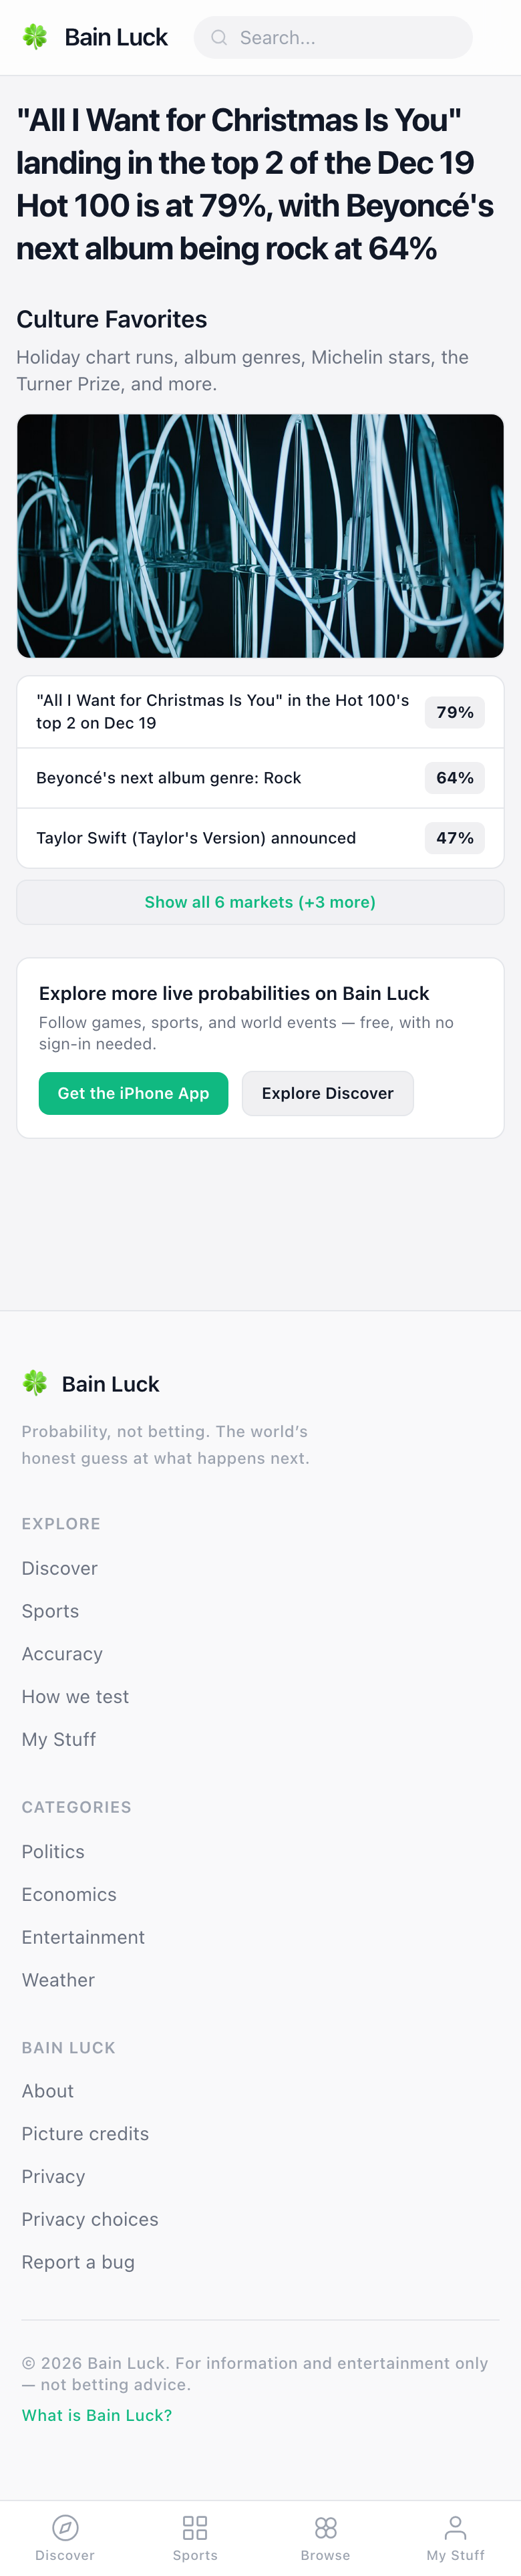 Bain Luck
Search...
"All I Want for Christmas Is You"
landing in the top 2 of the Dec 19
Hot 100 is at 79%, with Beyoncé's
next album being rock at 64%
Culture Favorites
Holiday chart runs, album genres, Michelin stars, the
Turner Prize, and more.
"All I Want for Christmas Is You" in the Hot 100's
top 2 on Dec 19
79%
Beyoncé's next album genre: Rock
64%
Taylor Swift (Taylor's Version) announced
47%
Show all 6 markets (+3 more)
Explore more live probabilities on Bain Luck
Follow games, sports, and world events — free, with no
sign-in needed.
Get the iPhone App
Explore Discover
Bain Luck
Probability, not betting. The world’s
honest guess at what happens next.
EXPLORE
Discover
Sports
Accuracy
How we test
My Stuff
CATEGORIES
Politics
Economics
Entertainment
Weather
BAIN LUCK
About
Picture credits
Privacy
Privacy choices
Report a bug
© 2026 Bain Luck. For information and entertainment only
— not betting advice.
What is Bain Luck?
Discover
Sports
Browse
My Stuff